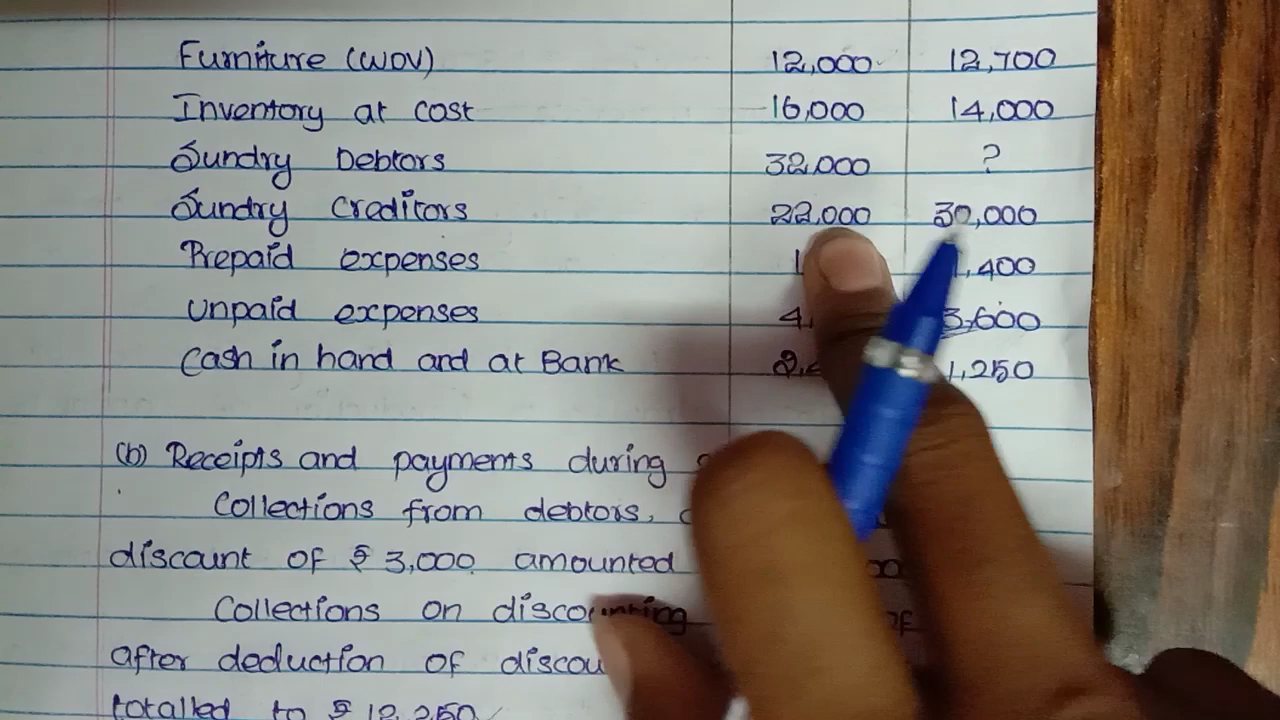 Furniture (WDV) 12,000 12,700
Inventory at cost 16,000 14,000
Sundry Debtors 32,000 ?
Sundry Creditors 22,000 30,000
Prepaid expenses ,400
Unpaid expenses 3,600
Cash in hand and at Bank 1,250
(b) Receipts and payments during
Collections from debtors,
discount of ₹ 3,000 amounted
Collections on discounting
after deduction of
totalled to ₹ 12,250